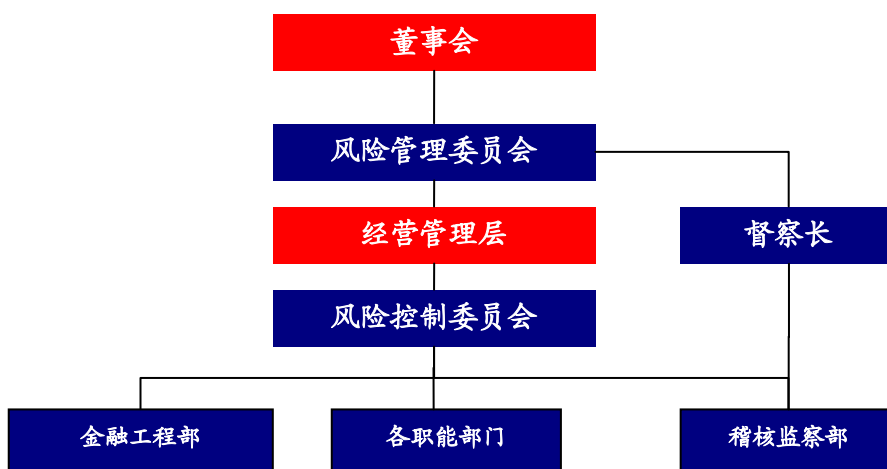 董事会
风险管理委员会
经营管理层
督察长
风险控制委员会
金融工程部
各职能部门
稽核监察部